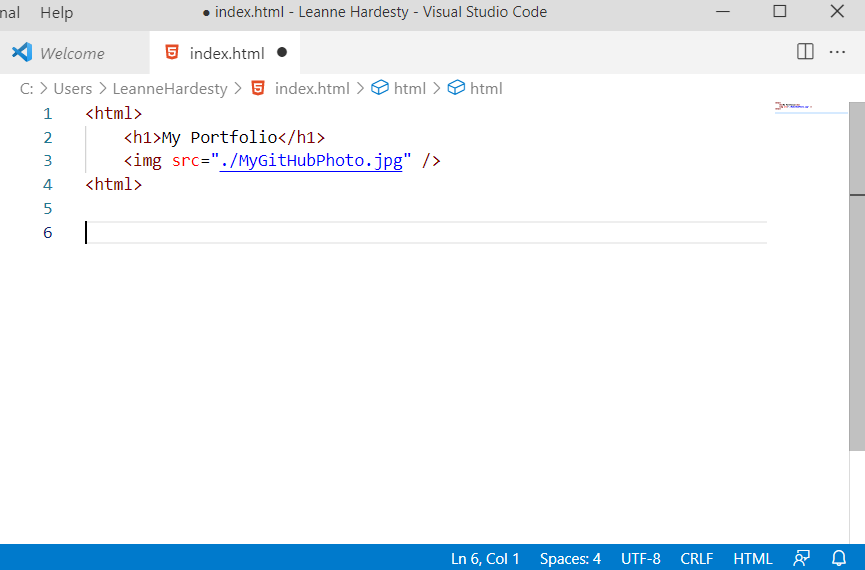 nal Help ● index.html - Leanne Hardesty - Visual Studio Code
Welcome index.html ●
C: > Users > LeanneHardesty > index.html > html > html
1 <html>
2 <h1>My Portfolio</h1>
3 <img src="./MyGitHubPhoto.jpg" />
4 <html>
5
6
Ln 6, Col 1 Spaces: 4 UTF-8 CRLF HTML